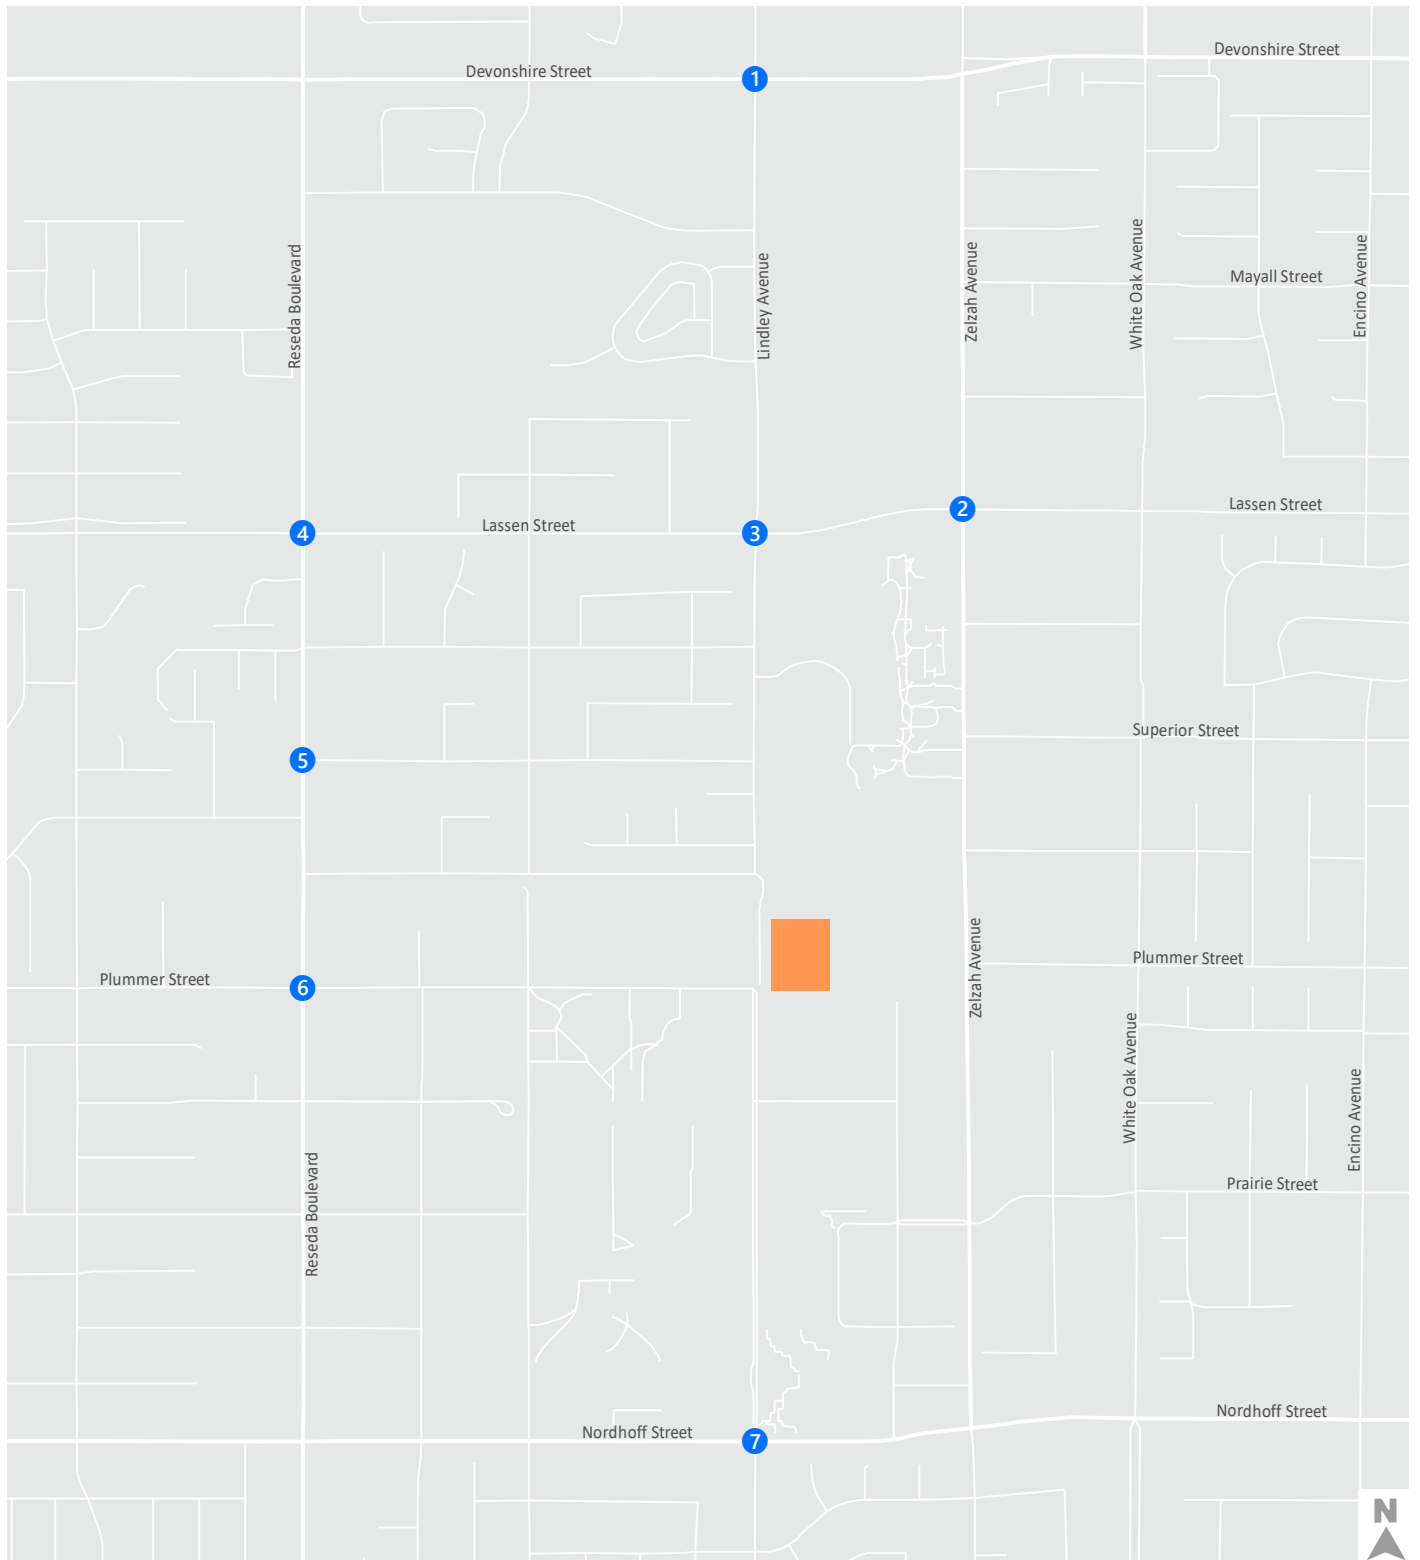 Devonshire Street
Devonshire Street
1
Reseda Boulevard
Lindley Avenue
Zelzah Avenue
White Oak Avenue
Mayall Street
Encino Avenue
4
Lassen Street
3
2
Lassen Street
5
Superior Street
Plummer Street
6
Zelzah Avenue
Plummer Street
White Oak Avenue
Encino Avenue
Reseda Boulevard
Prairie Street
Nordhoff Street
7
Nordhoff Street
N